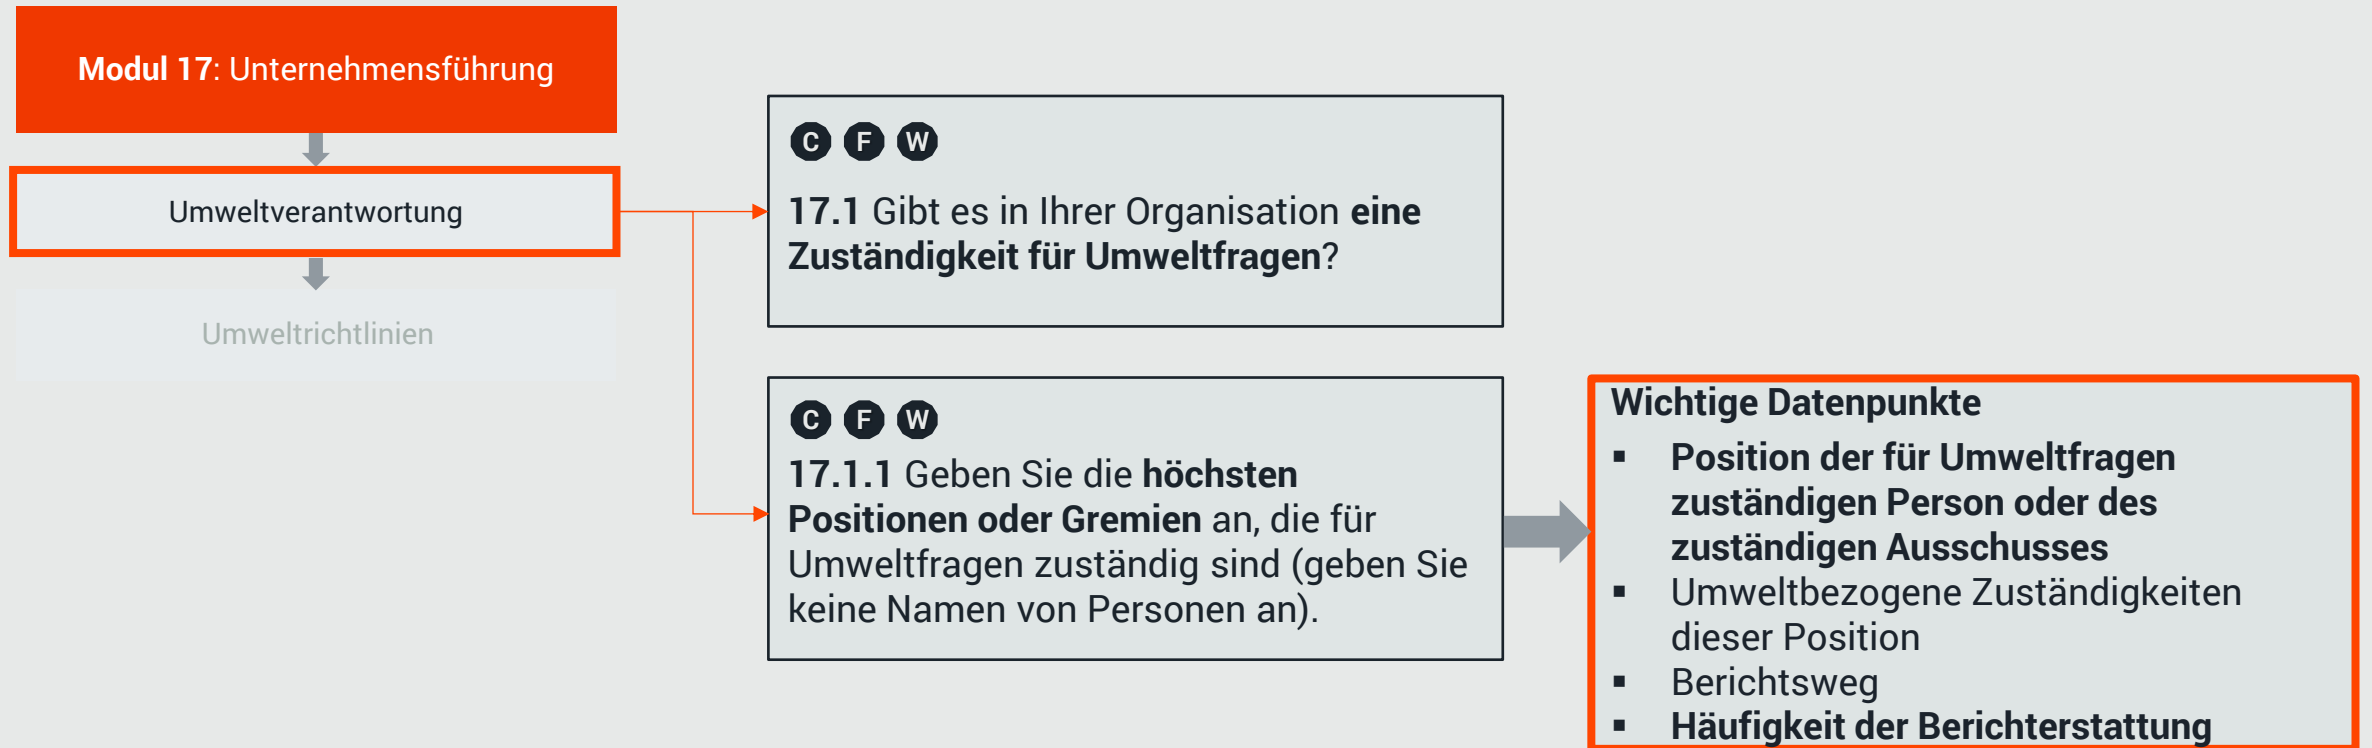 Modul 17: Unternehmensführung
Umweltverantwortung
Umweltrichtlinien
C F W
17.1 Gibt es in Ihrer Organisation eine
Zuständigkeit für Umweltfragen?
C F W
17.1.1 Geben Sie die höchsten
Positionen oder Gremien an, die für
Umweltfragen zuständig sind (geben Sie
keine Namen von Personen an).
Wichtige Datenpunkte
▪ Position der für Umweltfragen
zuständigen Person oder des
zuständigen Ausschusses
▪ Umweltbezogene Zuständigkeiten
dieser Position
▪ Berichtsweg
▪ Häufigkeit der Berichterstattung